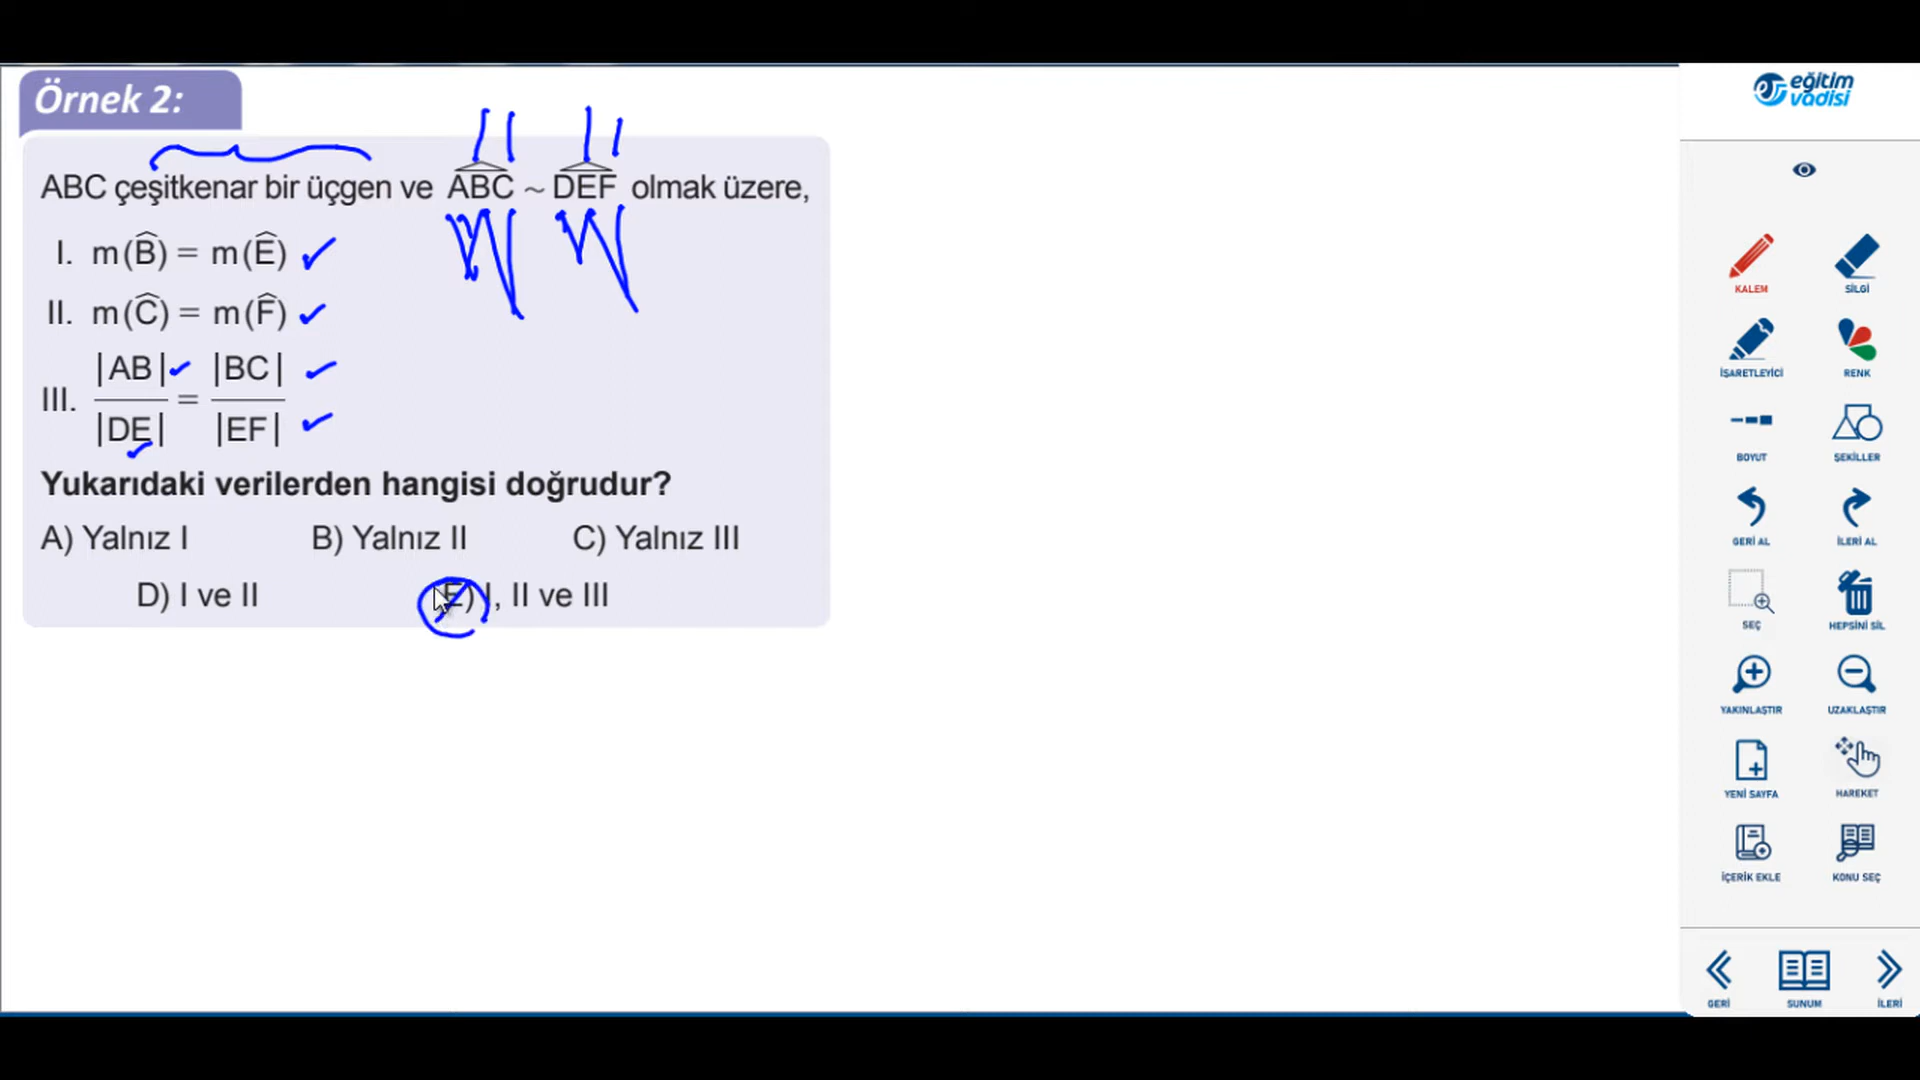 Örnek 2:
ABC çeşitkenar bir üçgen ve ABC ~ DEF olmak üzere,
I. m(B̂) = m(Ê)
II. m(Ĉ) = m(F̂)
III. |AB| / |DE| = |BC| / |EF|
Yukarıdaki verilerden hangisi doğrudur?
A) Yalnız I B) Yalnız II C) Yalnız III
D) I ve II E) I, II ve III
eğitim
vadisi
KALEM SİLGİ
İŞARETLEYİCİ RENK
BOYUT ŞEKİLLER
GERİ AL İLERİ AL
SEÇ HEPSİNİ SİL
YAKINLAŞTIR UZAKLAŞTIR
YENİ SAYFA HAREKET
İÇERİK EKLE KONU SEÇ
GERİ SUNUM İLERİ